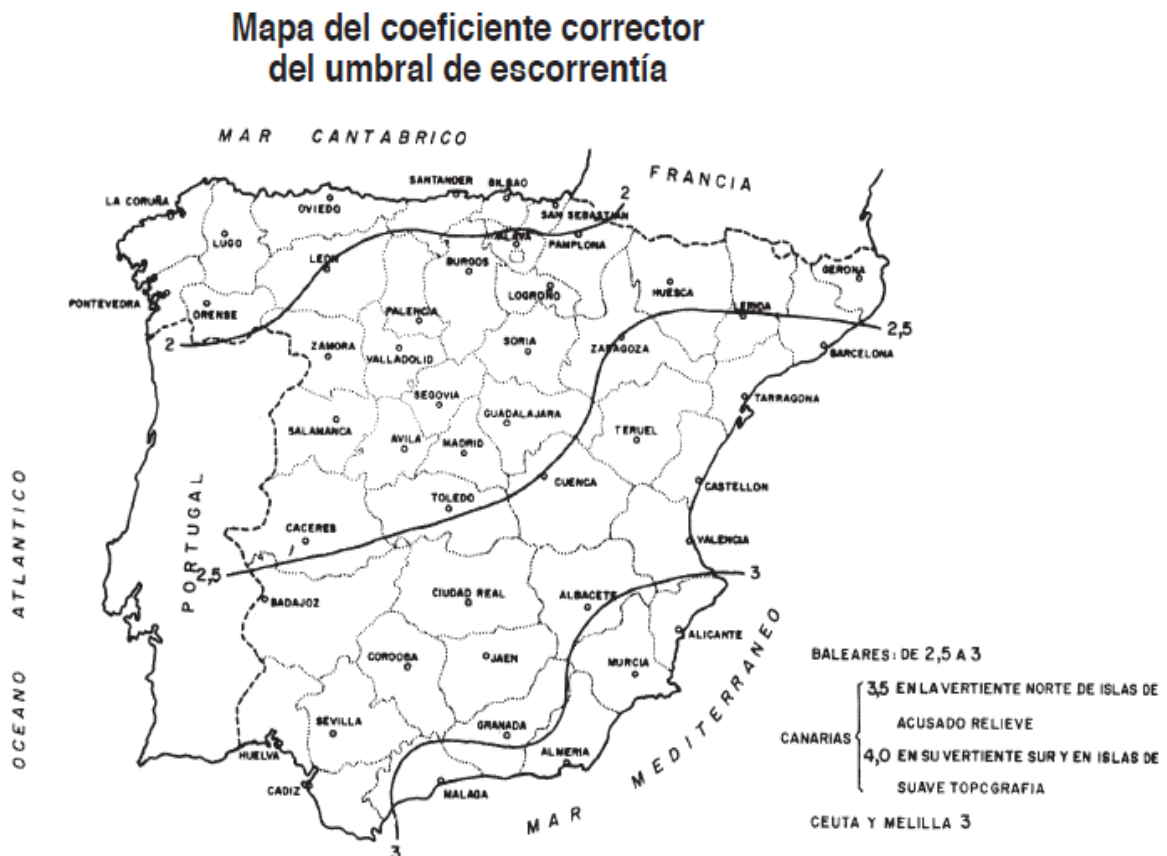 Mapa del coeficiente corrector
del umbral de escorrentía
MAR CANTABRICO
FRANCIA
SANTANDER
BILBAO
LA CORUÑA
OVIEDO
SAN SEBASTIAN
2
LUGO
ALAVA
PAMPLONA
LEON
BURGOS
GERONA
PONTEVEDRA
ORENSE
LOGROÑO
HUESCA
PALENCIA
LERIDA
2,5
2
ZAMORA
VALLADOLID
SORIA
ZARAGOZA
BARCELONA
SEGOVIA
TARRAGONA
SALAMANCA
AVILA
MADRID
GUADALAJARA
TERUEL
TOLEDO
CUENCA
CASTELLON
CACERES
VALENCIA
PORTUGAL
OCEANO ATLANTICO
2,5
3
BADAJOZ
CIUDAD REAL
ALBACETE
ALICANTE
CORDOBA
JAEN
MURCIA
SEVILLA
GRANADA
HUELVA
ALMERIA
CADIZ
MALAGA
MAR MEDITERRANEO
3
BALEARES: DE 2,5 A 3
CANARIAS
3,5 EN LA VERTIENTE NORTE DE ISLAS DE
ACUSADO RELIEVE
4,0 EN SU VERTIENTE SUR Y EN ISLAS DE
SUAVE TOPOGRAFIA
CEUTA Y MELILLA 3